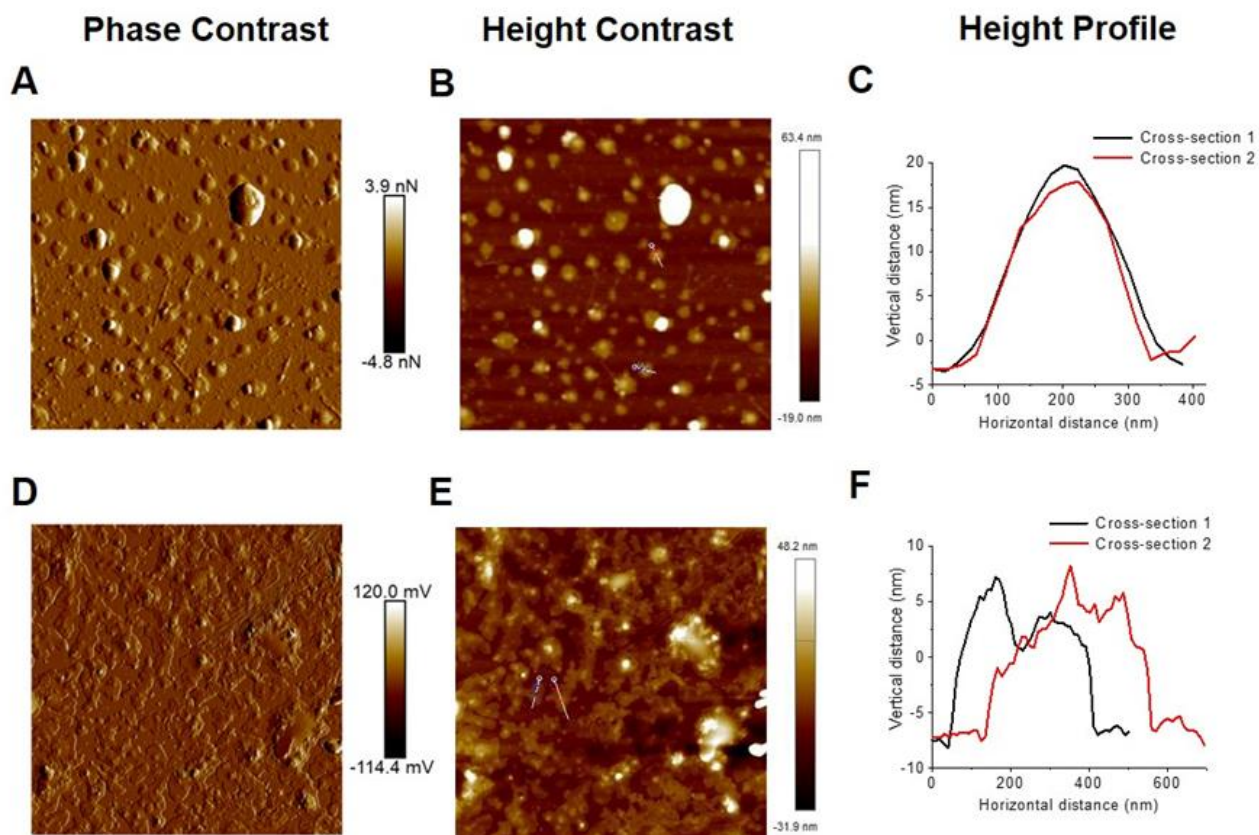 Phase Contrast
Height Contrast
Height Profile
A
3.9 nN
-4.8 nN
B
63.4 nm
-19.0 nm
C
Cross-section 1
Cross-section 2
Vertical distance (nm)
20
15
10
5
0
-5
0 100 200 300 400
Horizontal distance (nm)
D
120.0 mV
-114.4 mV
E
48.2 nm
-31.9 nm
F
Cross-section 1
Cross-section 2
Vertical distance (nm)
10
5
0
-5
-10
0 200 400 600
Horizontal distance (nm)